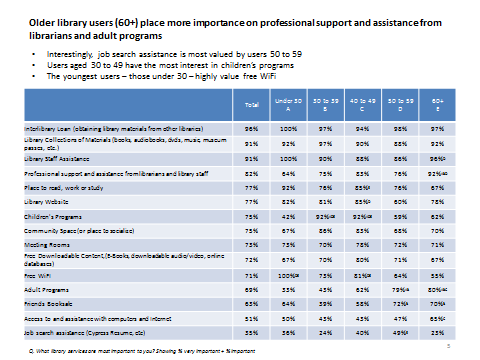 Older library users (60+) place more importance on professional support and assistance from
librarians and adult programs
• Interestingly, job search assistance is most valued by users 50 to 59
• Users aged 30 to 49 have the most interest in children's programs
• The youngest users – those under 30 – highly value free WiFi
Total Under 30 A 30 to 39 B 40 to 49 C 50 to 59 D 60+ E
Interlibrary Loan (obtaining library materials from other libraries) 96% 100% 97% 94% 98% 97%
Library Collections of Materials (books, audiobooks, dvds, music, museum
passes, etc.) 91% 92% 97% 90% 88% 92%
Library Staff Assistance 91% 100% 90% 88% 86% 96%
Professional support and assistance from librarians and library staff 82% 64% 75% 83% 76% 92%
Place to read, work or study 77% 92% 76% 85% 76% 67%
Library Website 77% 82% 81% 85% 60% 78%
Children's Programs 75% 42% 92% 92% 59% 62%
Community Space (or place to socialize) 75% 67% 86% 83% 68% 70%
Meeting Rooms 73% 73% 70% 78% 72% 71%
Free Downloadable Content, (E-Books, downloadable audio/video, online
databases) 72% 67% 70% 80% 71% 67%
Free WiFi 71% 100% 73% 81% 64% 55%
Adult Programs 69% 33% 43% 62% 79% 80%
Friends Booksale 63% 64% 39% 58% 72% 70%
Access to and assistance with computers and internet 51% 50% 43% 43% 47% 65%
Job search assistance (Cypress Resume, etc) 35% 36% 24% 40% 49% 23%
Q. What library services are most important to you? Showing % very important + % important
5